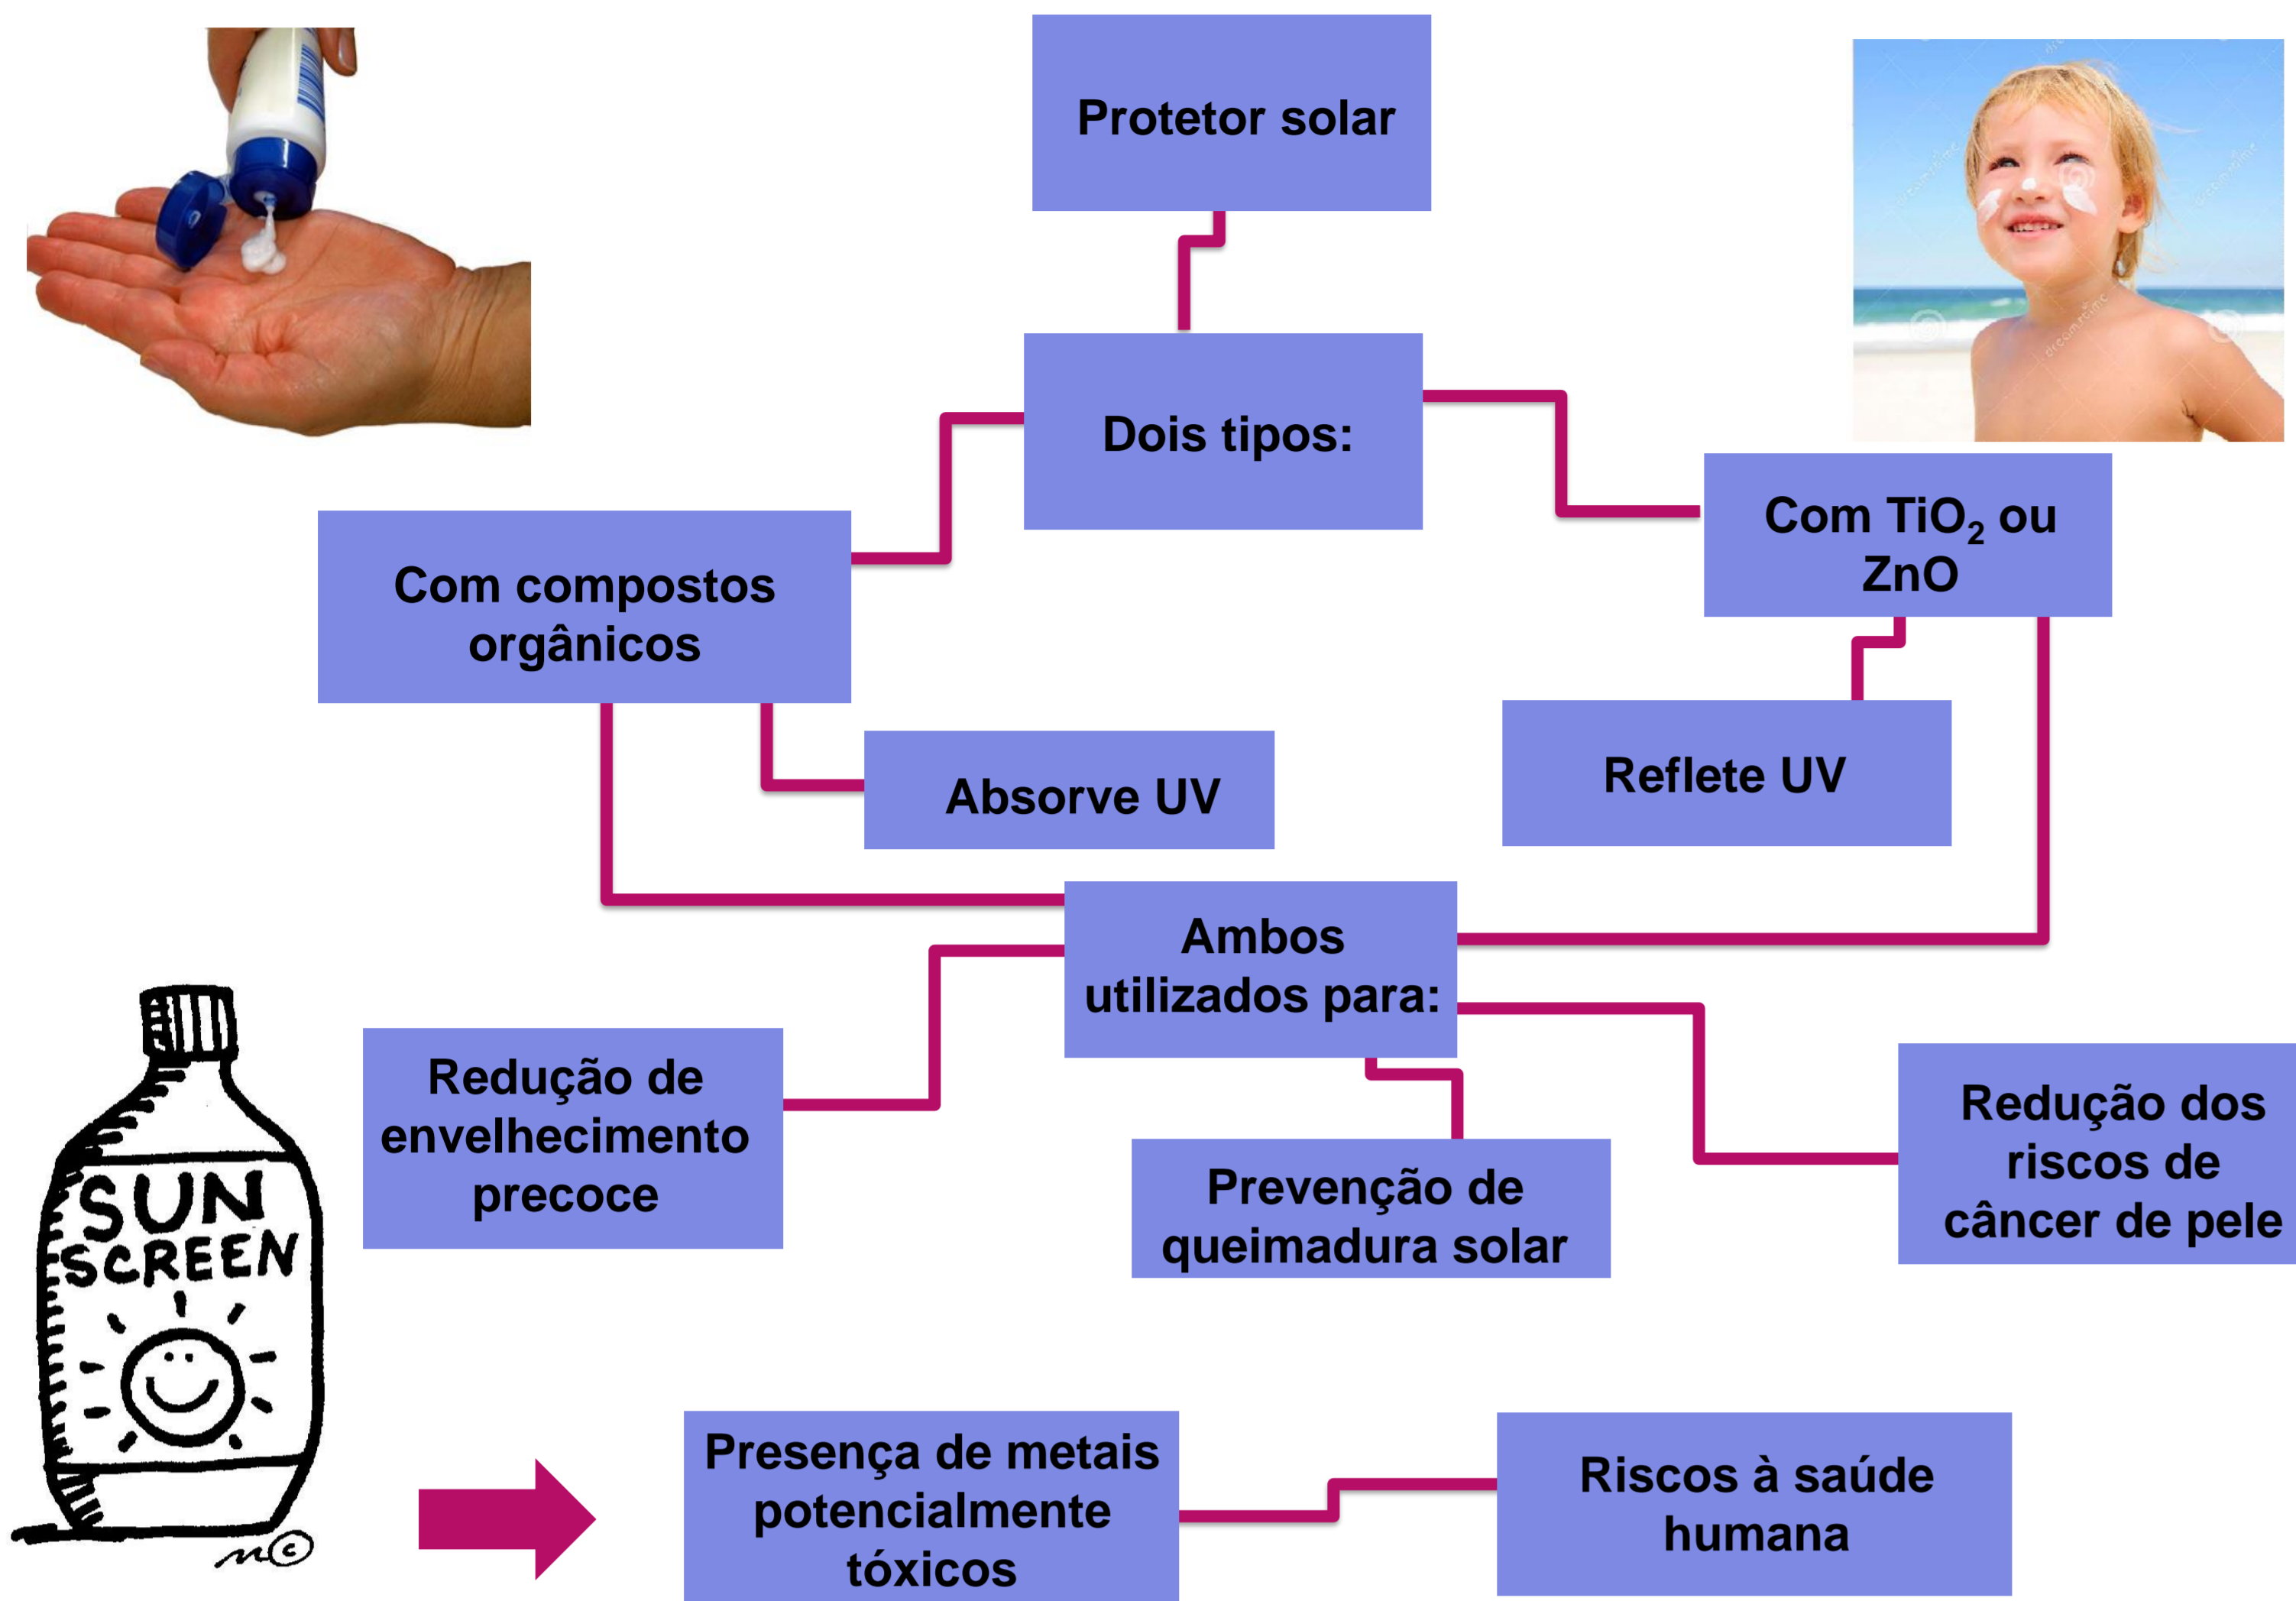 Protetor solar
Dois tipos:
Com compostos
orgânicos
Com TiO₂ ou
ZnO
Absorve UV
Reflete UV
Ambos
utilizados para:
Redução de
envelhecimento
precoce
Prevenção de
queimadura solar
Redução dos
riscos de
câncer de pele
SUN
SCREEN
Presença de metais
potencialmente
tóxicos
Riscos à saúde
humana
dreamstime